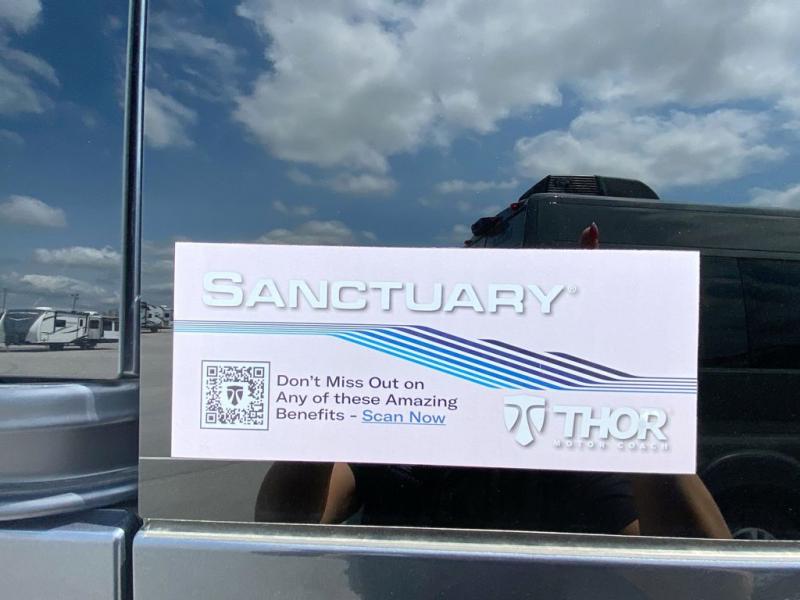 SANCTUARY®
Don't Miss Out on
Any of these Amazing
Benefits - Scan Now
THOR
MOTOR COACH